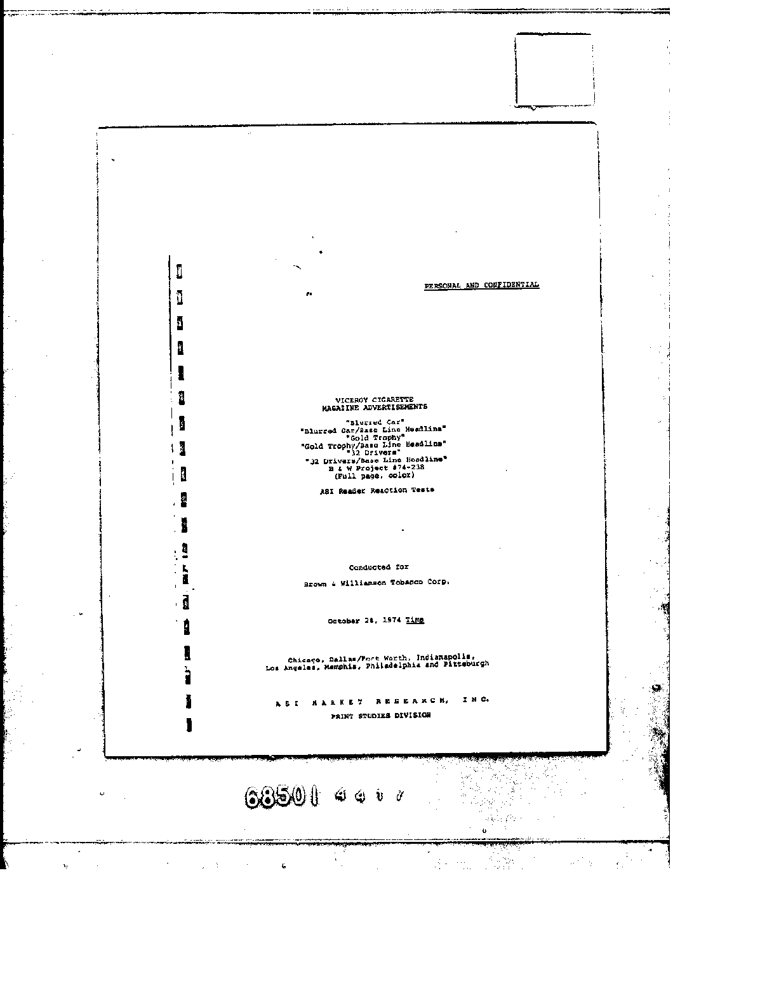 PERSONAL AND CONFIDENTIAL
VICEROY CIGARETTE
MAGAZINE ADVERTISEMENTS
"Blurred Car"
"Blurred Car/Base Line Headline"
"Gold Trophy"
"Gold Trophy/Base Line Headline"
"32 Drivers"
"32 Drivers/Base Line Headline"
B & W Project #74-238
(Full page, color)
ASI Reader Reaction Tests
Conducted for
Brown & Williamson Tobacco Corp.
October 28, 1974 Time
Chicago, Dallas/Fort Worth, Indianapolis,
Los Angeles, Memphis, Philadelphia and Pittsburgh
ASI MARKET RESEARCH, INC.
PRINT STUDIES DIVISION
68501